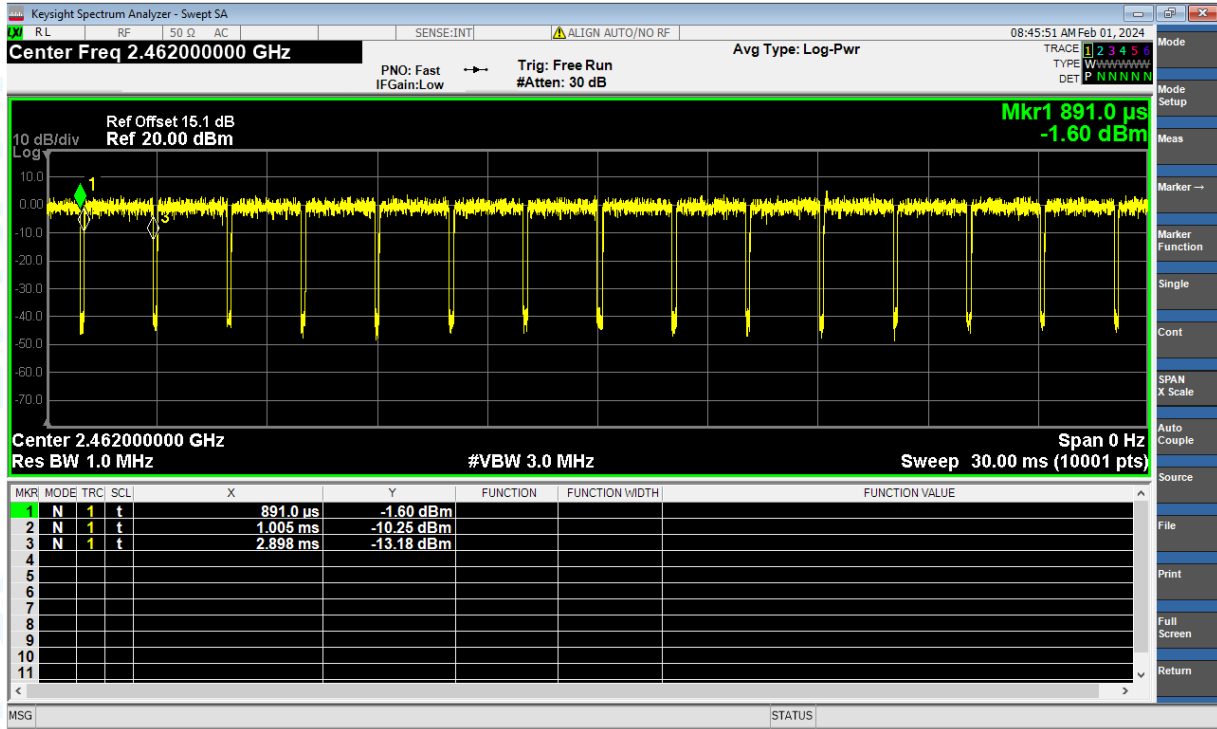 Keysight Spectrum Analyzer - Swept SA
LXI RL RF 50 Ω AC SENSE:INT ALIGN AUTO/NO RF 08:45:51 AM Feb 01, 2024
Center Freq 2.462000000 GHz
Avg Type: Log-Pwr
TRACE 1 2 3 4 5 6
TYPE WWWWWWW
DET P N N N N N
PNO: Fast
IFGain:Low
Trig: Free Run
#Atten: 30 dB
Mkr1 891.0 µs
-1.60 dBm
Ref Offset 15.1 dB
10 dB/div Ref 20.00 dBm
Log
10.0
0.00
-10.0
-20.0
-30.0
-40.0
-50.0
-60.0
-70.0
1
3
Center 2.462000000 GHz Span 0 Hz
Res BW 1.0 MHz #VBW 3.0 MHz Sweep 30.00 ms (10001 pts)
MKR MODE TRC SCL X Y FUNCTION FUNCTION WIDTH FUNCTION VALUE
1 N 1 t 891.0 µs -1.60 dBm
2 N 1 t 1.005 ms -10.25 dBm
3 N 1 t 2.898 ms -13.18 dBm
4
5
6
7
8
9
10
11
MSG STATUS
Mode
Mode
Setup
Meas
Marker →
Marker
Function
Single
Cont
SPAN
X Scale
Auto
Couple
Source
File
Print
Full
Screen
Return